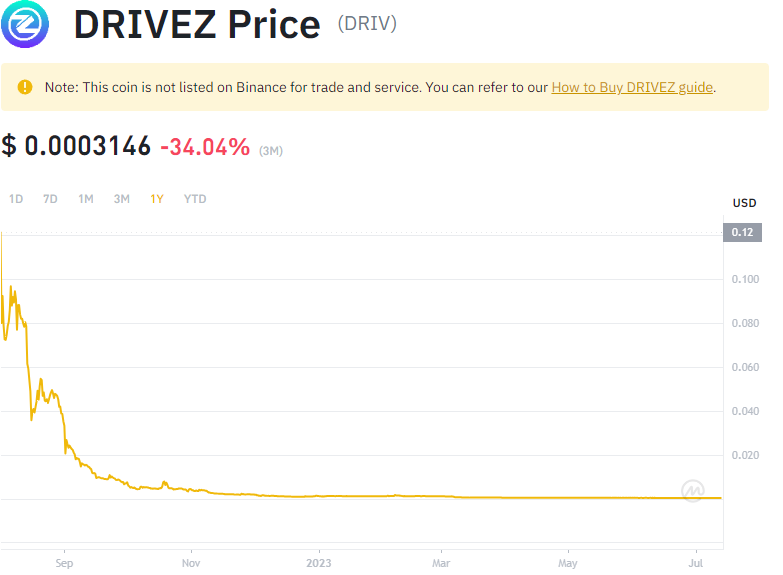 DRIVEZ Price (DRIV)
Note: This coin is not listed on Binance for trade and service. You can refer to our How to Buy DRIVEZ guide.
$ 0.0003146 -34.04% (3M)
1D 7D 1M 3M 1Y YTD
USD
0.12
0.100
0.080
0.060
0.040
0.020
Sep Nov 2023 Mar May Jul